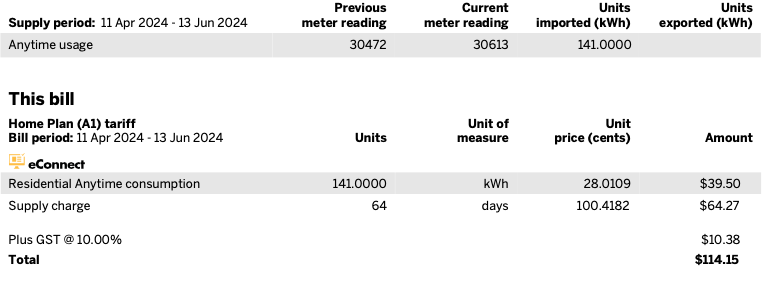 Previous Current Units Units
Supply period: 11 Apr 2024 - 13 Jun 2024 meter reading meter reading imported (kWh) exported (kWh)
Anytime usage 30472 30613 141.0000
This bill
Home Plan (A1) tariff Unit of Unit
Bill period: 11 Apr 2024 - 13 Jun 2024 Units measure price (cents) Amount
eConnect
Residential Anytime consumption 141.0000 kWh 28.0109 $39.50
Supply charge 64 days 100.4182 $64.27
Plus GST @ 10.00% $10.38
Total $114.15